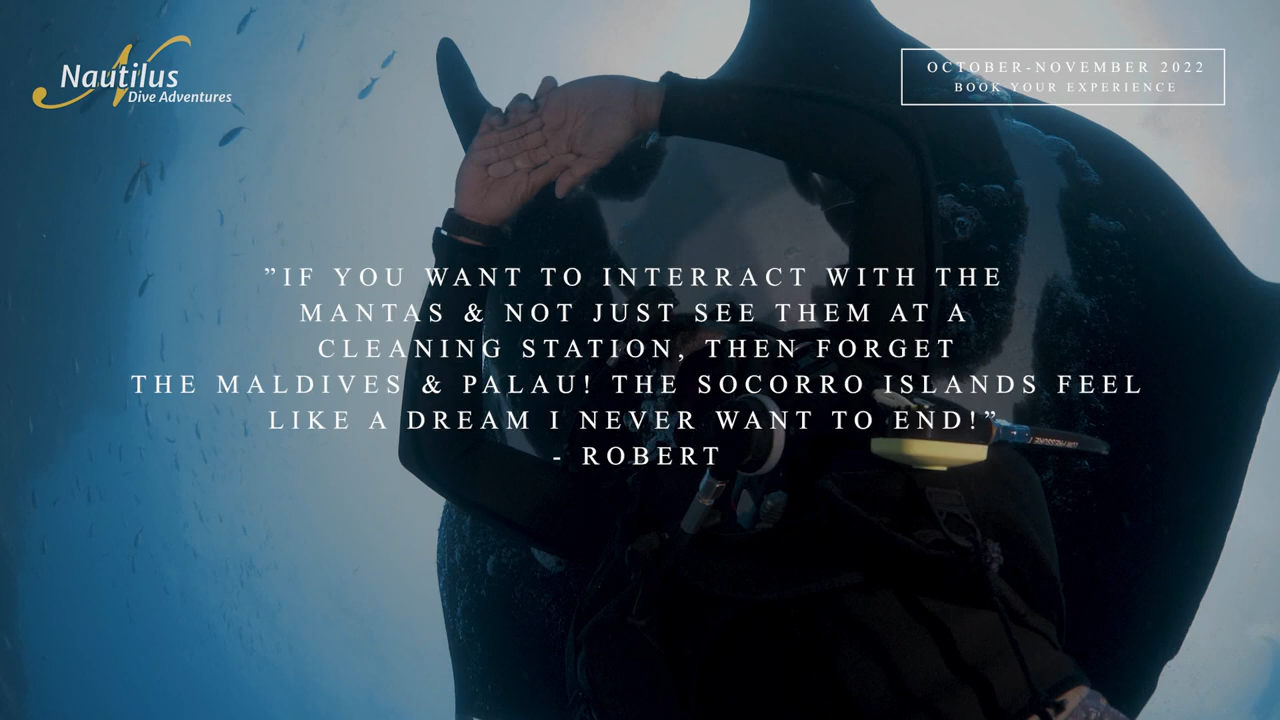 Nautilus
Dive Adventures
OCTOBER-NOVEMBER 2022
BOOK YOUR EXPERIENCE
”IF YOU WANT TO INTERRACT WITH THE
MANTAS & NOT JUST SEE THEM AT A
CLEANING STATION, THEN FORGET
THE MALDIVES & PALAU! THE SOCORRO ISLANDS FEEL
LIKE A DREAM I NEVER WANT TO END!”
- ROBERT
LOW PRESSURE